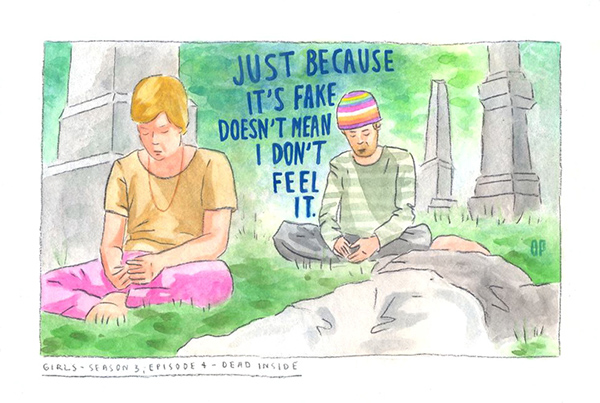 JUST BECAUSE
IT'S FAKE
DOESN'T MEAN
I DON'T
FEEL
IT.
OP
GIRLS - SEASON 3, EPISODE 4 - DEAD INSIDE